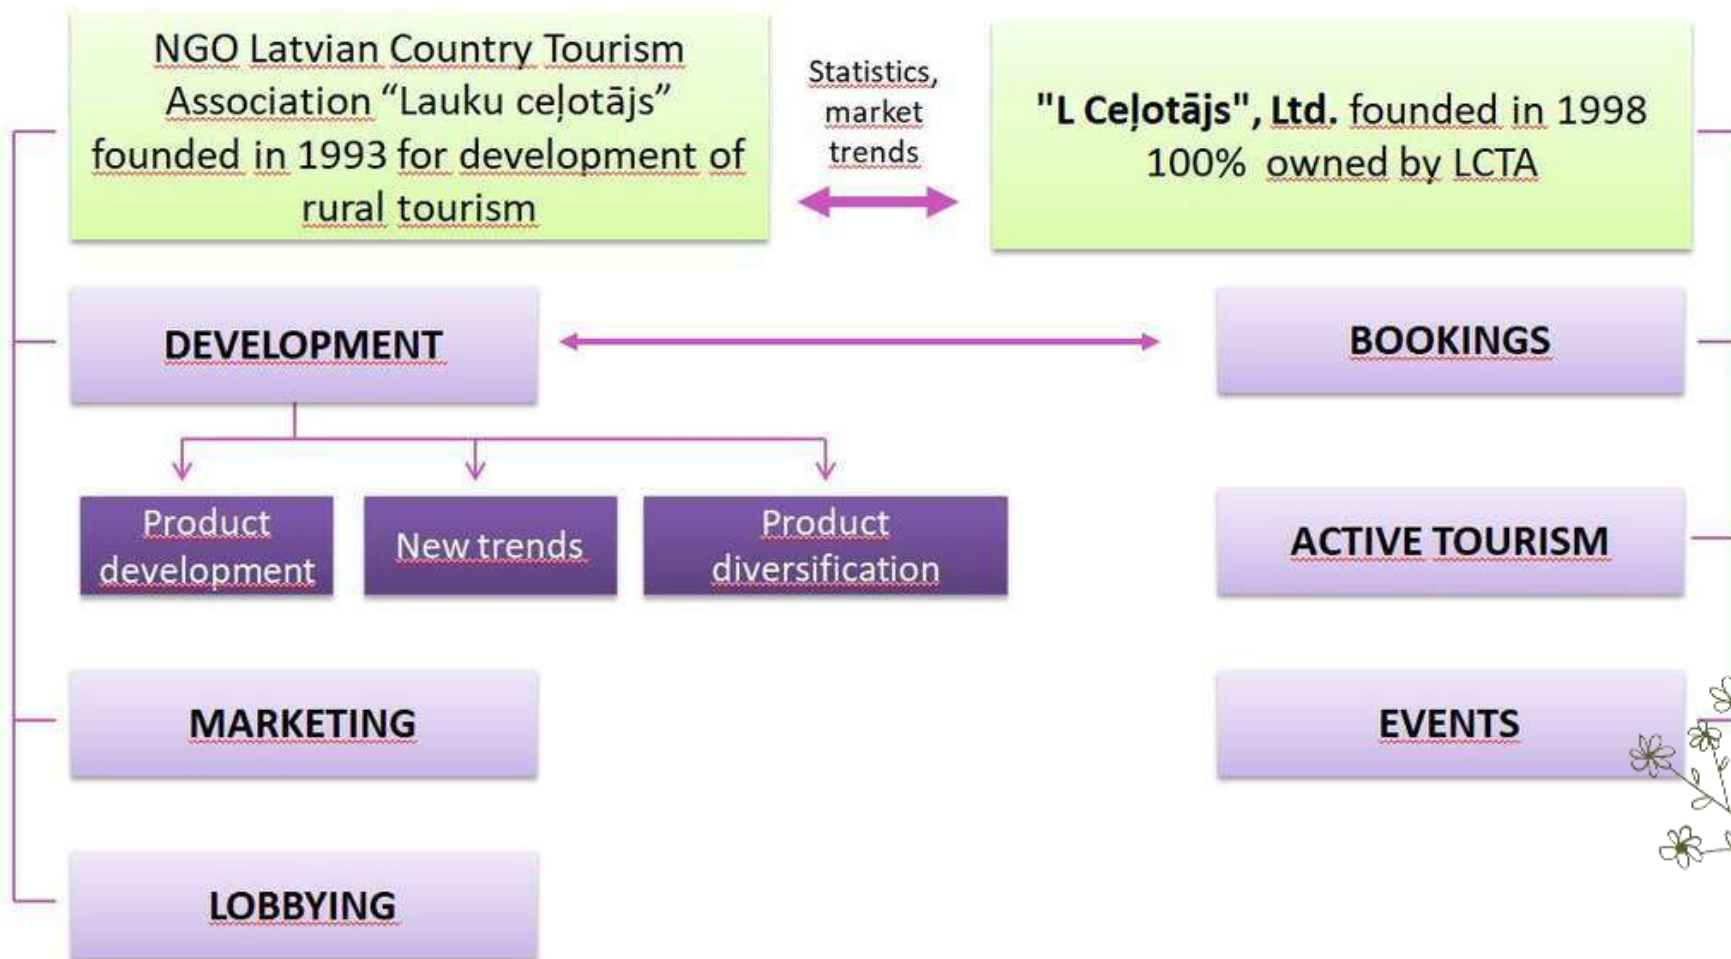 NGO Latvian Country Tourism
Association “Lauku ceļotājs”
founded in 1993 for development of
rural tourism
Statistics,
market
trends
"L Ceļotājs", Ltd. founded in 1998
100% owned by LCTA
DEVELOPMENT
BOOKINGS
Product
development
New trends
Product
diversification
ACTIVE TOURISM
MARKETING
EVENTS
LOBBYING